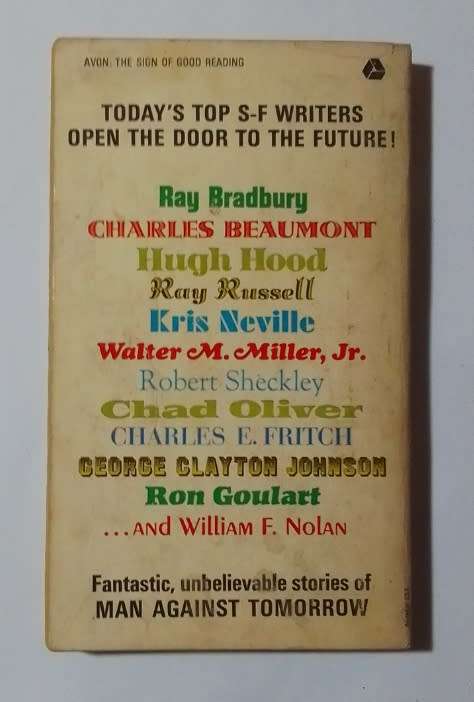 AVON: THE SIGN OF GOOD READING
TODAY'S TOP S-F WRITERS
OPEN THE DOOR TO THE FUTURE!
Ray Bradbury
CHARLES BEAUMONT
Hugh Hood
Ray Russell
Kris Neville
Walter M. Miller, Jr.
Robert Sheckley
Chad Oliver
CHARLES E. FRITCH
GEORGE CLAYTON JOHNSON
Ron Goulart
...AND WILLIAM F. NOLAN
Fantastic, unbelievable stories of
MAN AGAINST TOMORROW